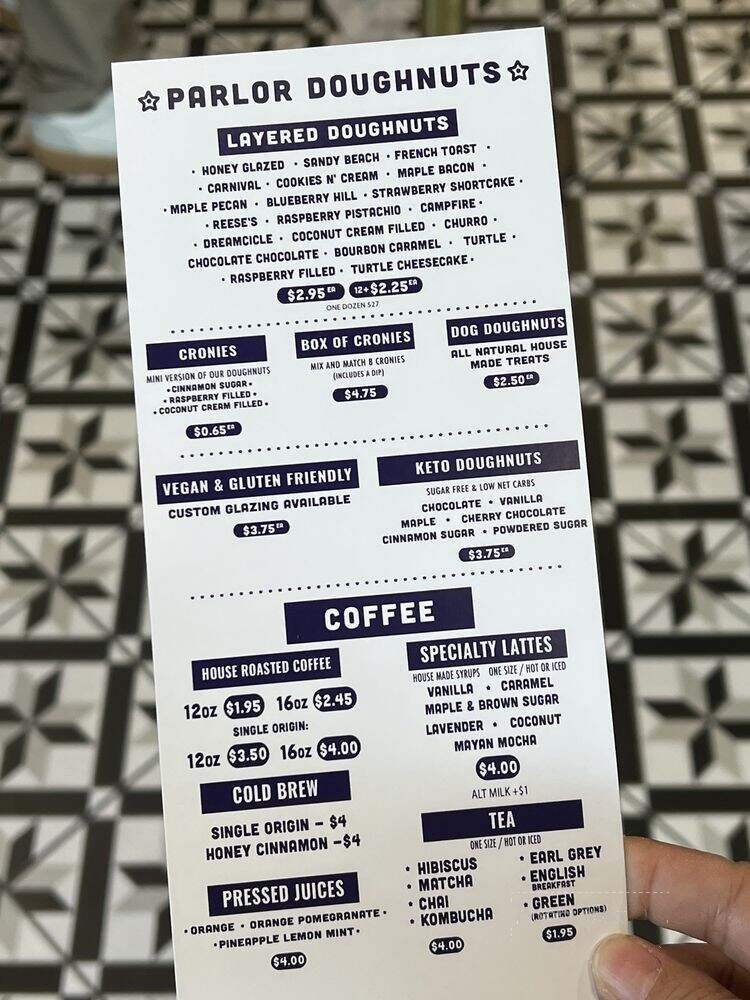 PARLOR DOUGHNUTS
LAYERED DOUGHNUTS
· HONEY GLAZED · SANDY BEACH · FRENCH TOAST ·
· CARNIVAL · COOKIES N' CREAM · MAPLE BACON ·
· MAPLE PECAN · BLUEBERRY HILL · STRAWBERRY SHORTCAKE ·
· REESE'S · RASPBERRY PISTACHIO · CAMPFIRE ·
· DREAMCICLE · COCONUT CREAM FILLED · CHURRO ·
CHOCOLATE CHOCOLATE · BOURBON CARAMEL · TURTLE ·
· RASPBERRY FILLED · TURTLE CHEESECAKE ·
$2.95 EA 12+$2.25 EA
ONE DOZEN $27
CRONIES
MINI VERSION OF OUR DOUGHNUTS
· CINNAMON SUGAR ·
· RASPBERRY FILLED ·
· COCONUT CREAM FILLED ·
$0.65 EA
BOX OF CRONIES
MIX AND MATCH 8 CRONIES
(INCLUDES A DIP)
$4.75
DOG DOUGHNUTS
ALL NATURAL HOUSE
MADE TREATS
$2.50 EA
VEGAN & GLUTEN FRIENDLY
CUSTOM GLAZING AVAILABLE
$3.75 EA
KETO DOUGHNUTS
SUGAR FREE & LOW NET CARBS
CHOCOLATE · VANILLA
MAPLE · CHERRY CHOCOLATE
CINNAMON SUGAR · POWDERED SUGAR
$3.75 EA
COFFEE
HOUSE ROASTED COFFEE
12oz $1.95 16oz $2.45
SINGLE ORIGIN:
12oz $3.50 16oz $4.00
COLD BREW
SINGLE ORIGIN - $4
HONEY CINNAMON -$4
PRESSED JUICES
· ORANGE · ORANGE POMEGRANATE ·
· PINEAPPLE LEMON MINT ·
$4.00
SPECIALTY LATTES
HOUSE MADE SYRUPS ONE SIZE / HOT OR ICED
VANILLA · CARAMEL
MAPLE & BROWN SUGAR
LAVENDER · COCONUT
MAYAN MOCHA
$4.00
ALT MILK +$1
TEA
ONE SIZE / HOT OR ICED
· HIBISCUS
· MATCHA
· CHAI
· KOMBUCHA
$4.00
· EARL GREY
· ENGLISH
BREAKFAST
· GREEN
(ROTATING OPTIONS)
$1.95